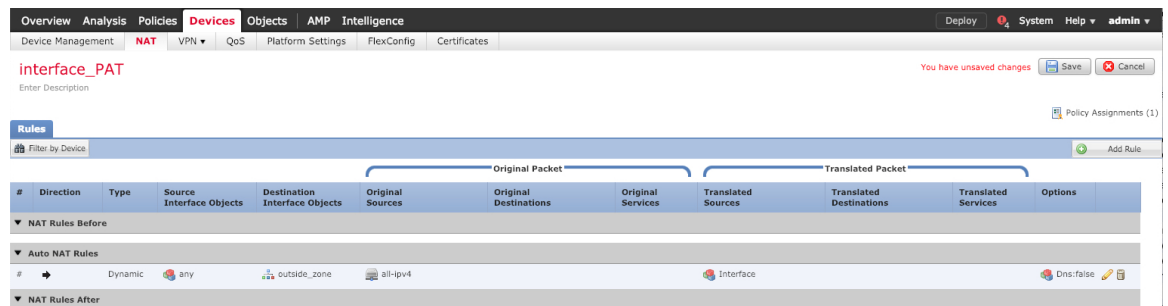 Overview Analysis Policies Devices Objects AMP Intelligence Deploy 4 System Help ▾ admin ▾
Device Management NAT VPN ▾ QoS Platform Settings FlexConfig Certificates
interface_PAT You have unsaved changes Save Cancel
Enter Description
Policy Assignments (1)
Rules
Filter by Device Add Rule
Original Packet Translated Packet
# Direction Type Source Interface Objects Destination Interface Objects Original Sources Original Destinations Original Services Translated Sources Translated Destinations Translated Services Options
▼ NAT Rules Before
▼ Auto NAT Rules
# Dynamic any outside_zone all-ipv4 Interface Dns:false
▼ NAT Rules After